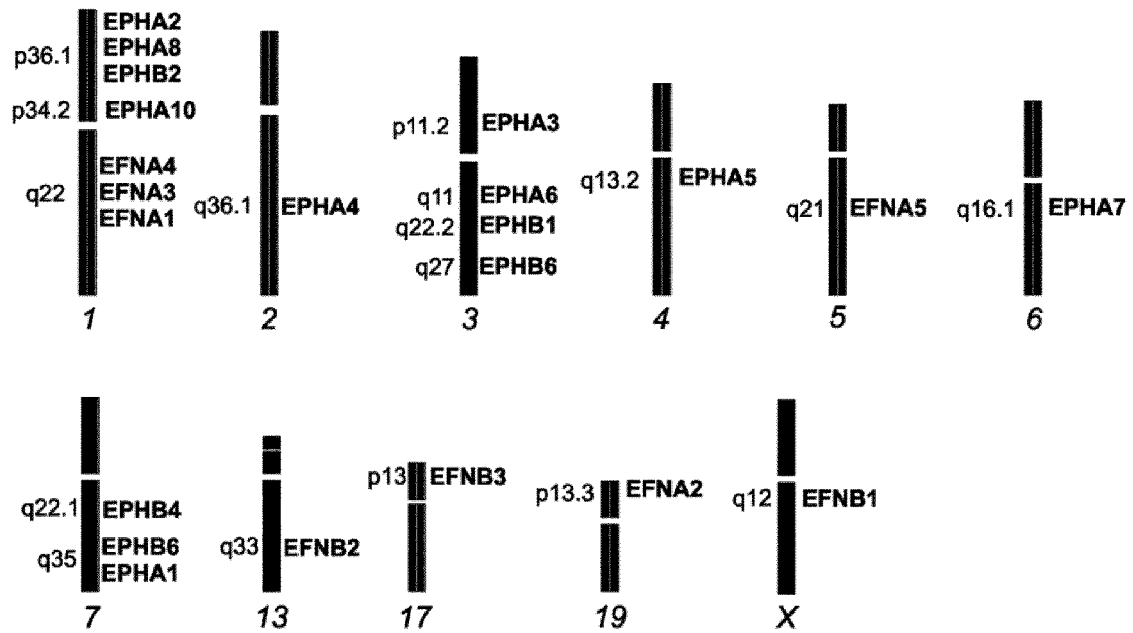 EPHA2
p36.1 EPHA8
EPHB2
p34.2 EPHA10
EFNA4
q22 EFNA3
EFNA1
1
q36.1 EPHA4
2
p11.2 EPHA3
q11 EPHA6
q22.2 EPHB1
q27 EPHB6
3
q13.2 EPHA5
4
q21 EFNA5
5
q16.1 EPHA7
6
q22.1 EPHB4
EPHB6
q35 EPHA1
7
q33 EFNB2
13
p13 EFNB3
17
p13.3 EFNA2
19
q12 EFNB1
X